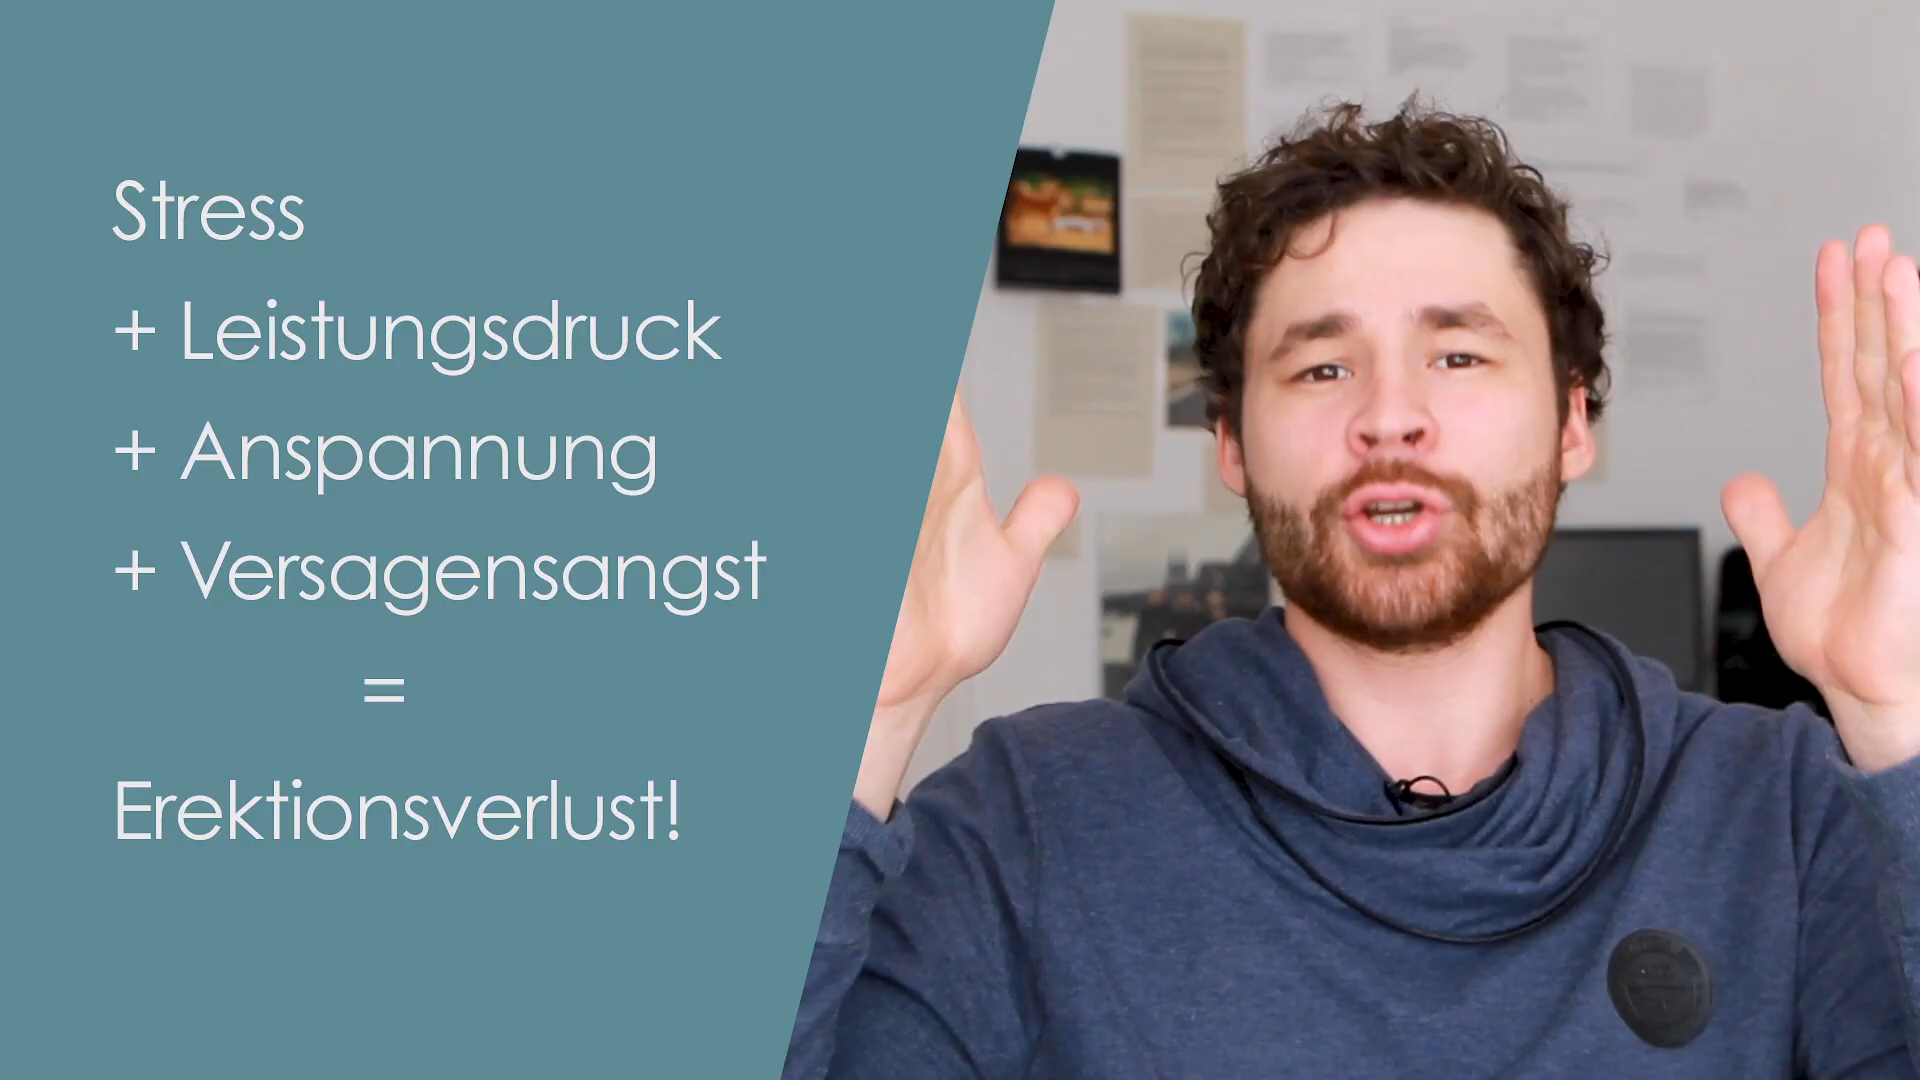 Stress
+ Leistungsdruck
+ Anspannung
+ Versagensangst
=
Erektionsverlust!